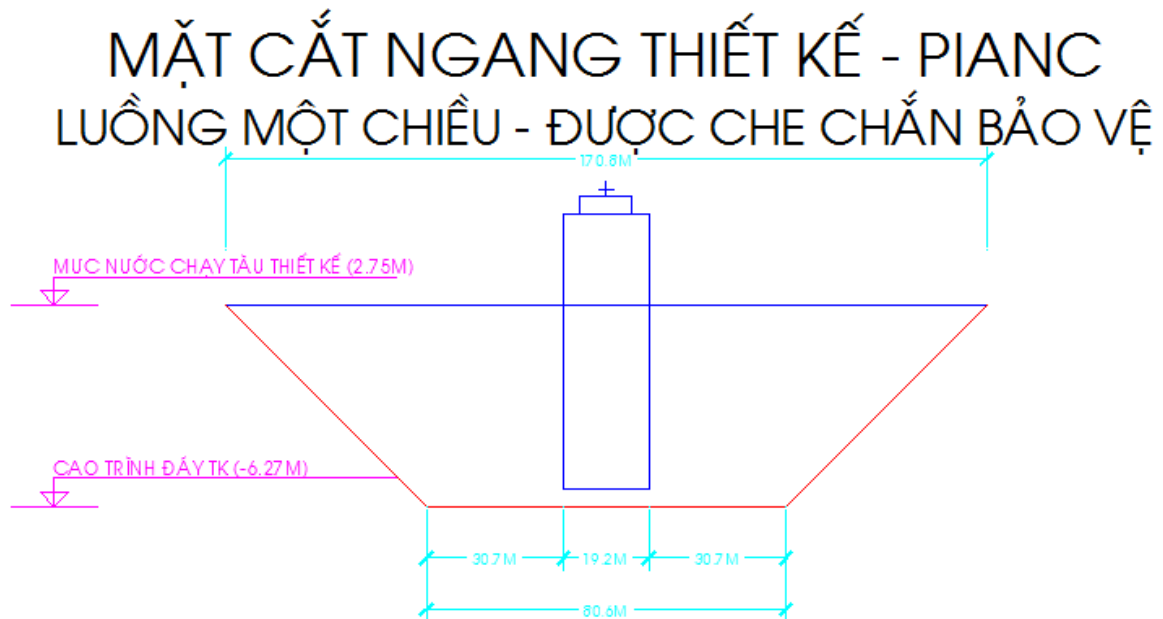 MẶT CẮT NGANG THIẾT KẾ - PIANC
LUỒNG MỘT CHIỀU - ĐƯỢC CHE CHẮN BẢO VỆ
170.8M
MỰC NƯỚC CHẠY TÀU THIẾT KẾ (2.75M)
CAO TRÌNH ĐÁY TK (-6.27M)
30.7M 19.2M 30.7M
80.6M